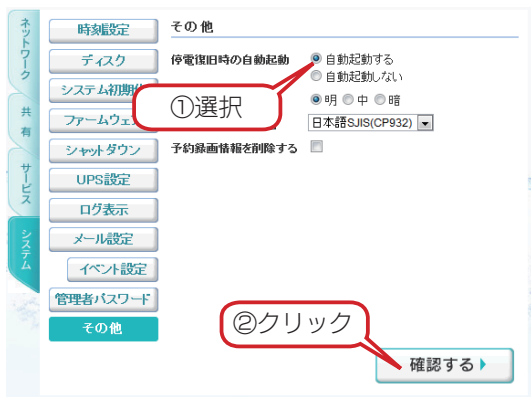 ネットワーク
共有
サービス
システム
時刻設定
ディスク
システム初期化
ファームウェア
シャットダウン
UPS設定
ログ表示
メール設定
イベント設定
管理者パスワード
その他
その他
停電復旧時の自動起動
自動起動する
自動起動しない
明 中 暗
日本語SJIS(CP932)
予約録画情報を削除する
①選択
②クリック
確認する